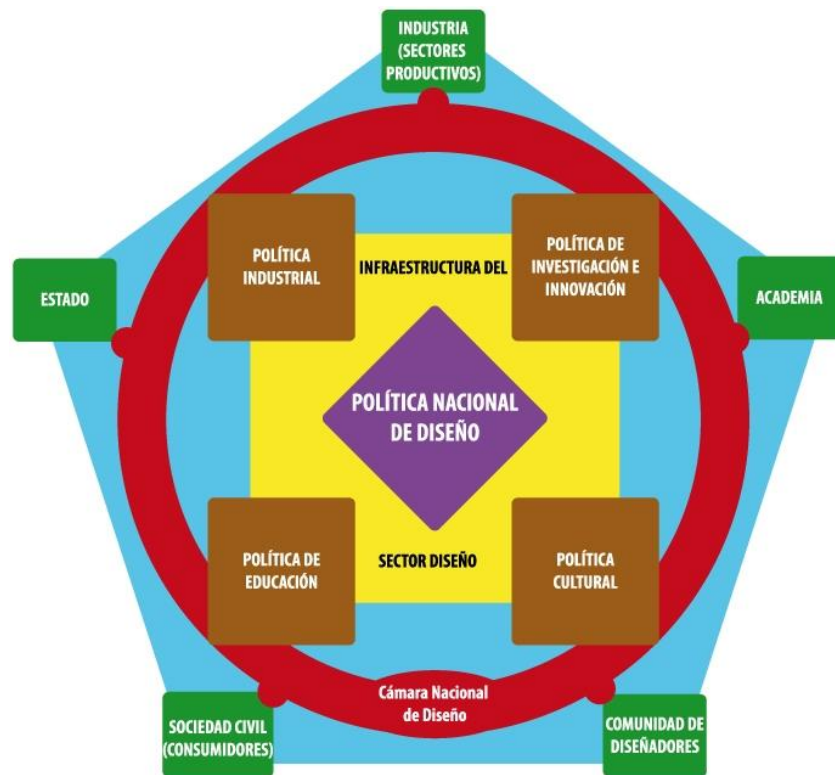 INDUSTRIA
(SECTORES
PRODUCTIVOS)
POLÍTICA
INDUSTRIAL
INFRAESTRUCTURA DEL
POLÍTICA DE
INVESTIGACIÓN E
INNOVACIÓN
ESTADO
ACADEMIA
POLÍTICA NACIONAL
DE DISEÑO
POLÍTICA DE
EDUCACIÓN
SECTOR DISEÑO
POLÍTICA
CULTURAL
Cámara Nacional
de Diseño
SOCIEDAD CIVIL
(CONSUMIDORES)
COMUNIDAD DE
DISEÑADORES